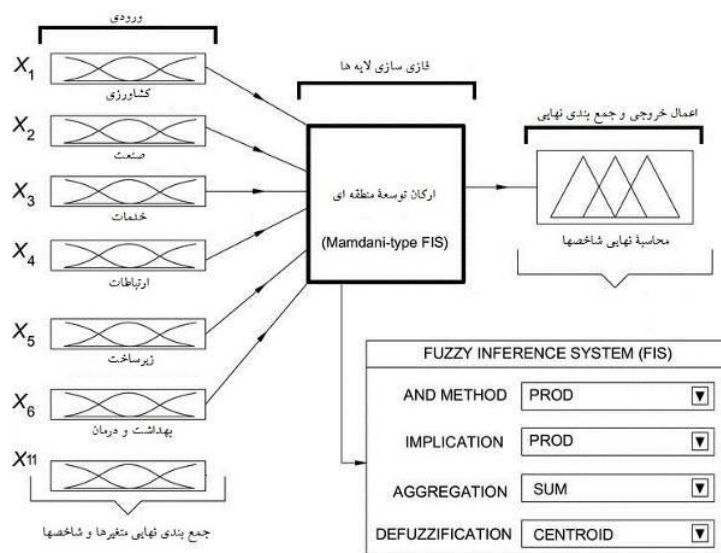 ورودی
X1
کشاورزی
X2
صنعت
X3
خدمات
X4
ارتباطات
X5
زیرساخت
X6
بهداشت و درمان
X11
جمع بندی نهایی متغیرها و شاخصها
فازی سازی لایه ها
ارکان توسعهٔ منطقه ای
(Mamdani-type FIS)
اعمال خروجی و جمع بندی نهایی
محاسبهٔ نهایی شاخصها
FUZZY INFERENCE SYSTEM (FIS)
AND METHOD PROD
IMPLICATION PROD
AGGREGATION SUM
DEFUZZIFICATION CENTROID